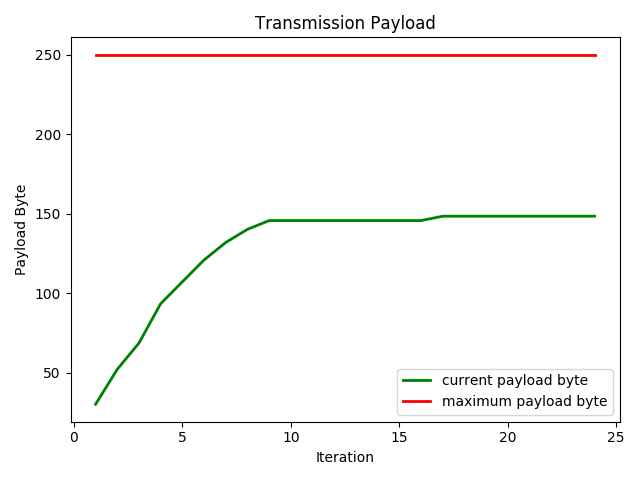 Transmission Payload
Payload Byte
250
200
150
100
50
0
5
10
15
20
25
Iteration
current payload byte
maximum payload byte